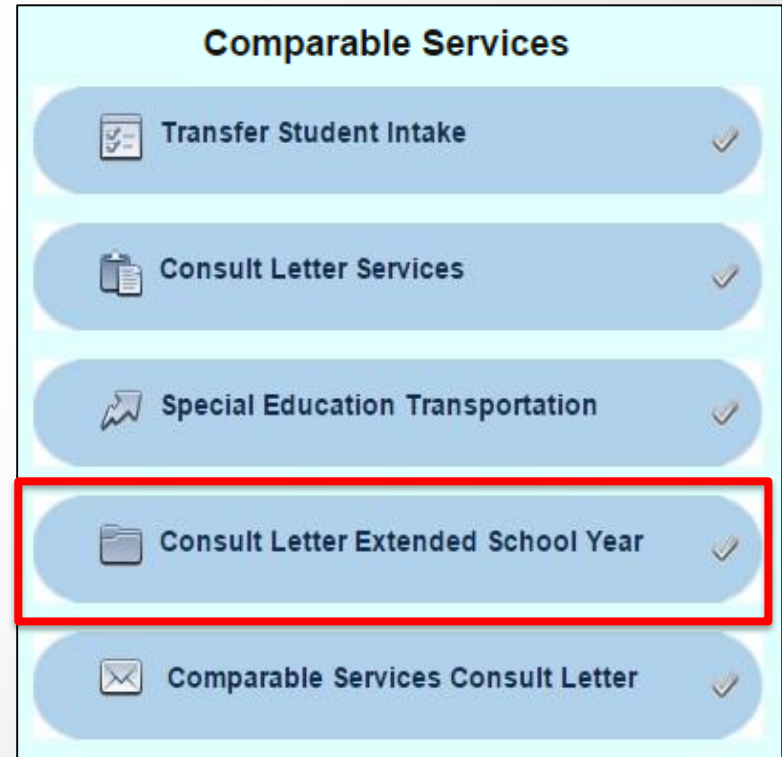 Comparable Services
Transfer Student Intake
Consult Letter Services
Special Education Transportation
Consult Letter Extended School Year
Comparable Services Consult Letter